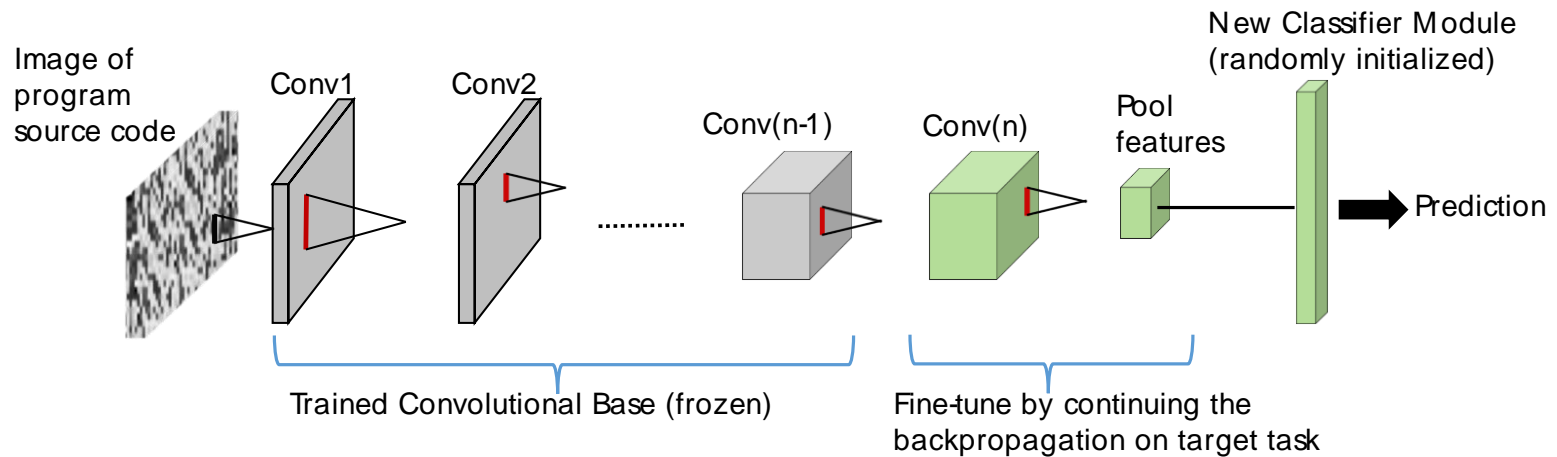 New Classifier Module
(randomly initialized)
Image of
program
source code
Conv1
Conv2
Conv(n-1)
Conv(n)
Pool
features
Prediction
Trained Convolutional Base (frozen)
Fine-tune by continuing the
backpropagation on target task